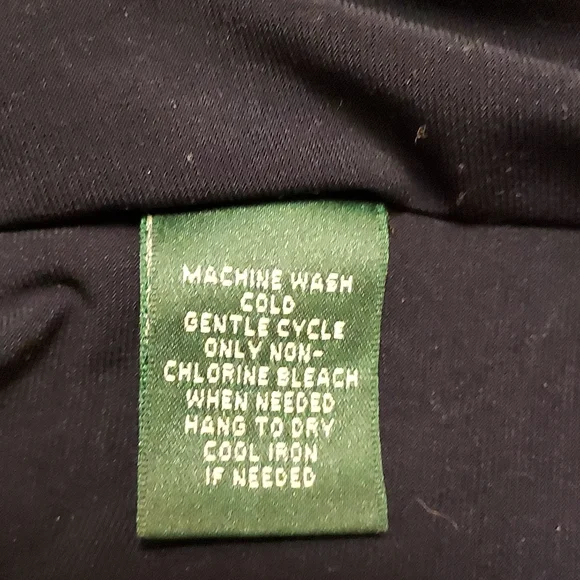 MACHINE WASH
COLD
GENTLE CYCLE
ONLY NON-
CHLORINE BLEACH
WHEN NEEDED
HANG TO DRY
COOL IRON
IF NEEDED